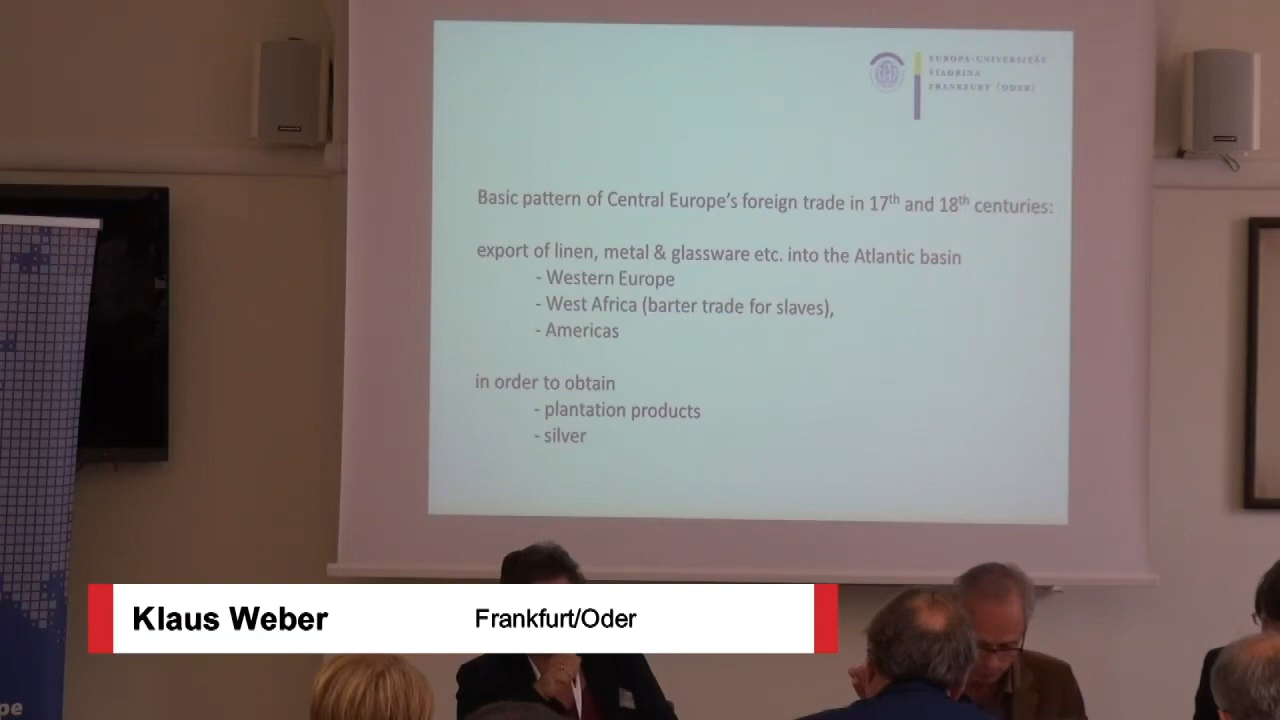 EUROPA-UNIVERSITÄT
VIADRINA
FRANKFURT (ODER)
Basic pattern of Central Europe's foreign trade in 17th and 18th centuries:
export of linen, metal & glassware etc. into the Atlantic basin
- Western Europe
- West Africa (barter trade for slaves),
- Americas
in order to obtain
- plantation products
- silver
Klaus Weber Frankfurt/Oder
pe